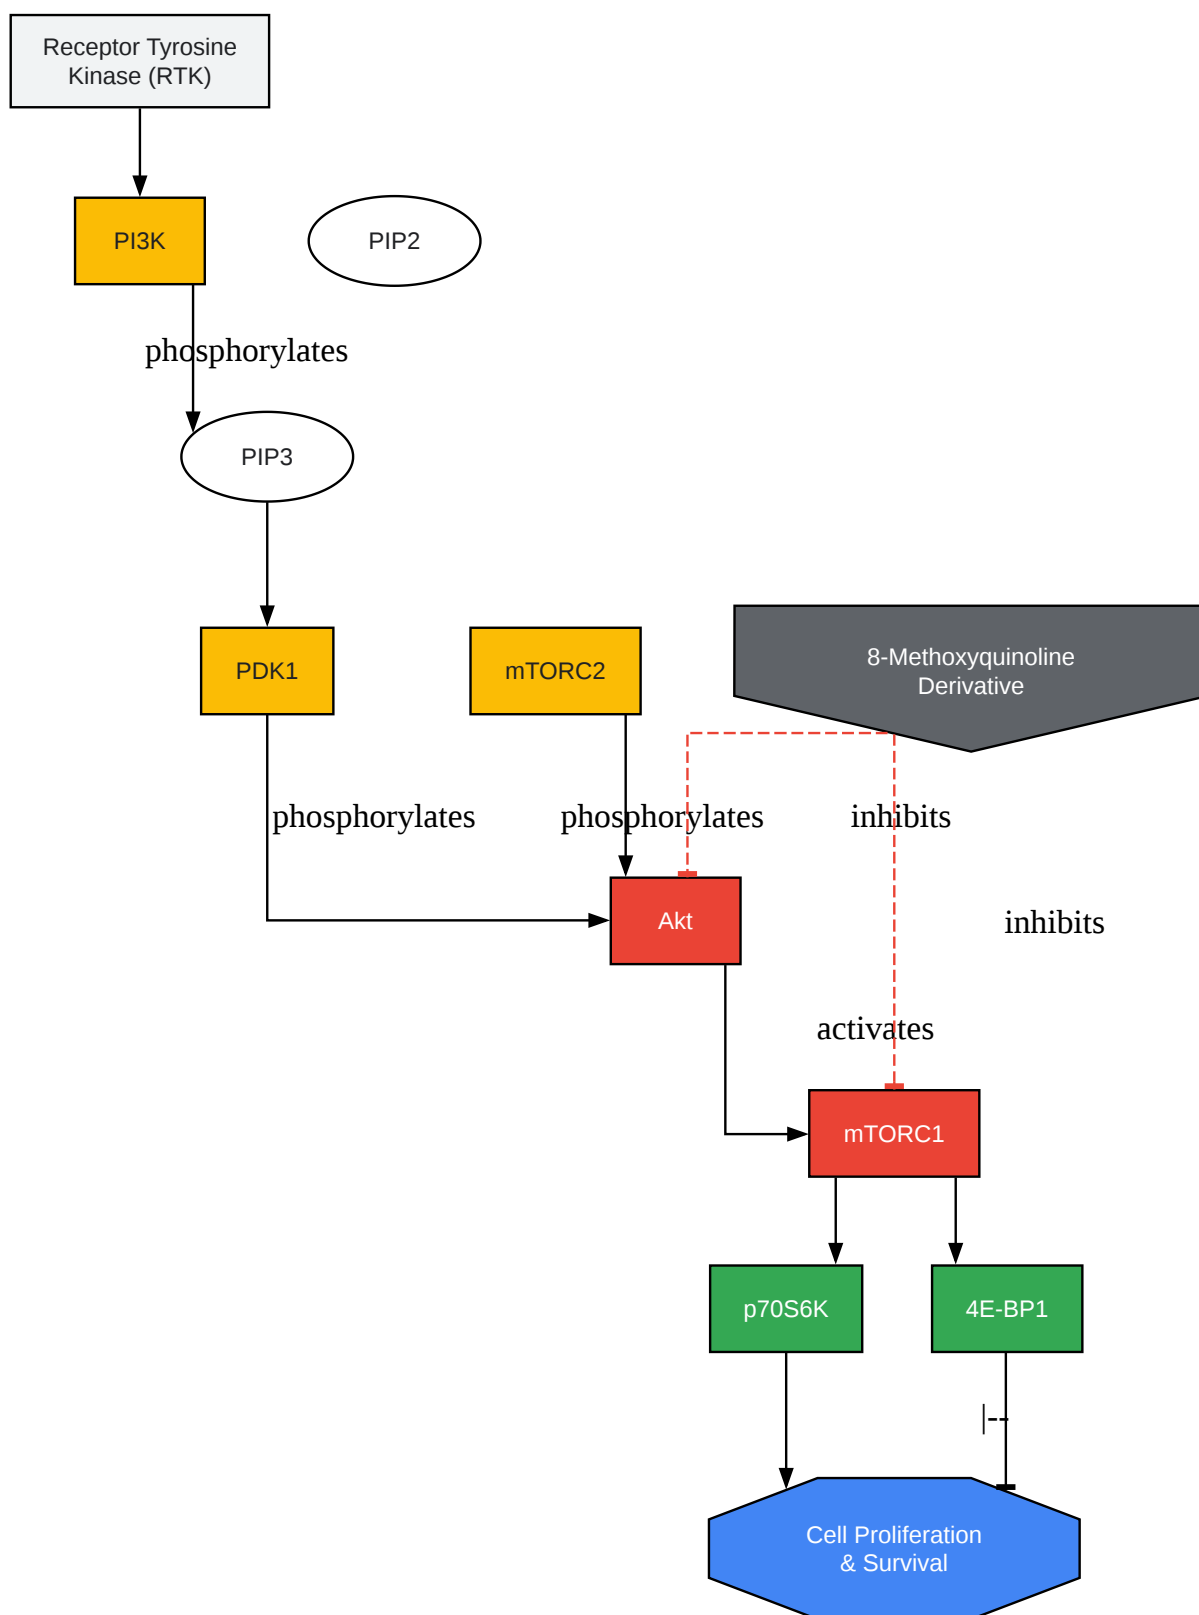 Receptor Tyrosine
Kinase (RTK)
PI3K
PIP2
phosphorylates
PIP3
PDK1
mTORC2
8-Methoxyquinoline
Derivative
phosphorylates
phosphorylates
inhibits
Akt
inhibits
activates
mTORC1
p70S6K
4E-BP1
|--
Cell Proliferation
& Survival